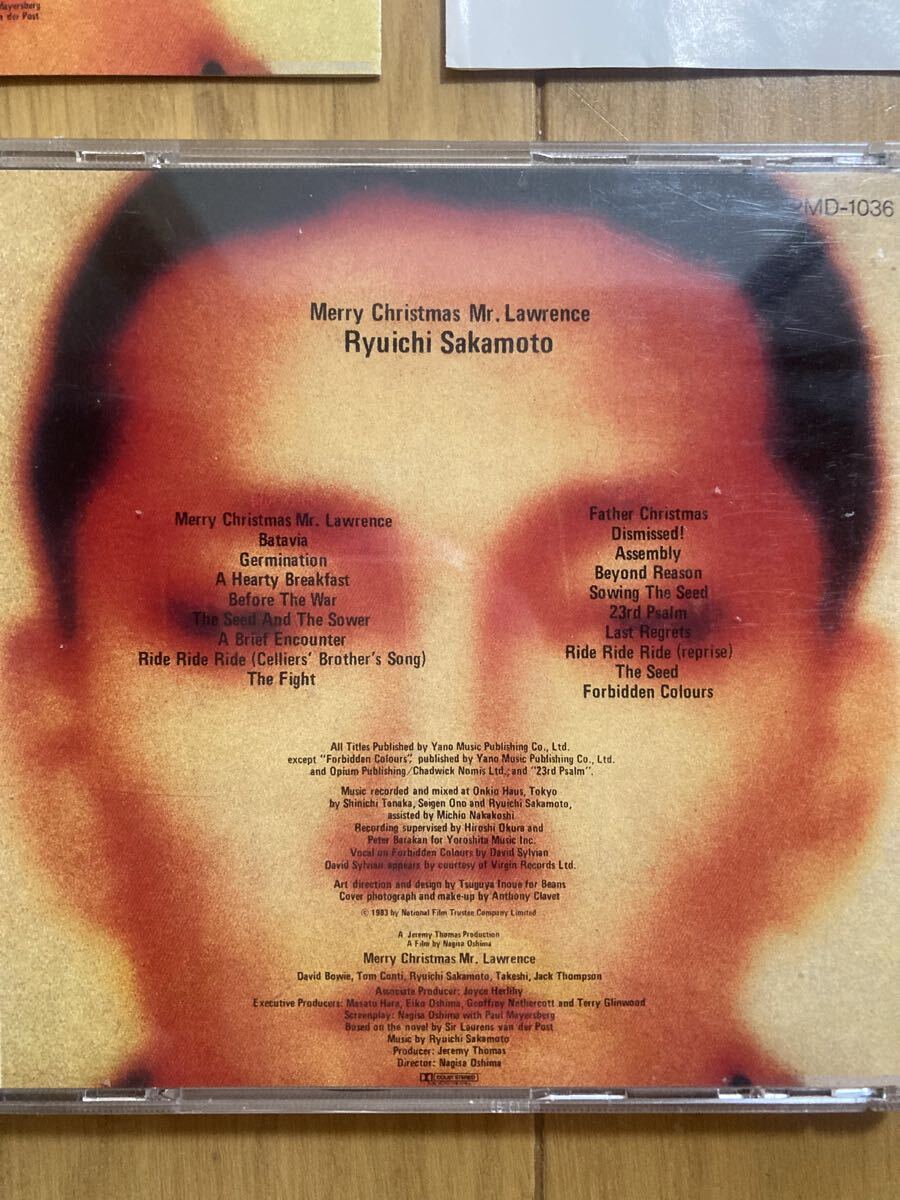 Mayersberg
der Post
MD-1036
Merry Christmas Mr. Lawrence
Ryuichi Sakamoto
Merry Christmas Mr. Lawrence
Batavia
Germination
A Hearty Breakfast
Before The War
The Seed And The Sower
A Brief Encounter
Ride Ride Ride (Celliers' Brother's Song)
The Fight
Father Christmas
Dismissed!
Assembly
Beyond Reason
Sowing The Seed
23rd Psalm
Last Regrets
Ride Ride Ride (reprise)
The Seed
Forbidden Colours
All Titles Published by Yano Music Publishing Co., Ltd.
except "Forbidden Colours", published by Yano Music Publishing Co., Ltd.
and Opium Publishing/Chadwick Nomis Ltd.; and "23rd Psalm".
Music recorded and mixed at Onkio Haus, Tokyo
by Shinichi Tanaka, Seigen Ono and Ryuichi Sakamoto,
assisted by Michio Nakakoshi
Recording supervised by Hiroshi Okura and
Peter Barakan for Yoroshita Music Inc.
Vocal on Forbidden Colours by David Sylvian
David Sylvian appears by courtesy of Virgin Records Ltd.
Art direction and design by Tsuguya Inoue for Beans
Cover photograph and make-up by Anthony Clavet
© 1983 by National Film Trustee Company Limited
A Jeremy Thomas Production
A Film by Nagisa Oshima
Merry Christmas Mr. Lawrence
David Bowie, Tom Conti, Ryuichi Sakamoto, Takeshi, Jack Thompson
Associate Producer: Joyce Herlihy
Executive Producers: Masato Hara, Eiko Oshima, Geoffrey Nethercott and Terry Glinwood
Screenplay: Nagisa Oshima with Paul Mayersberg
Based on the novel by Sir Laurens van der Post
Music by Ryuichi Sakamoto
Producer: Jeremy Thomas
Director: Nagisa Oshima
DOLBY STEREO